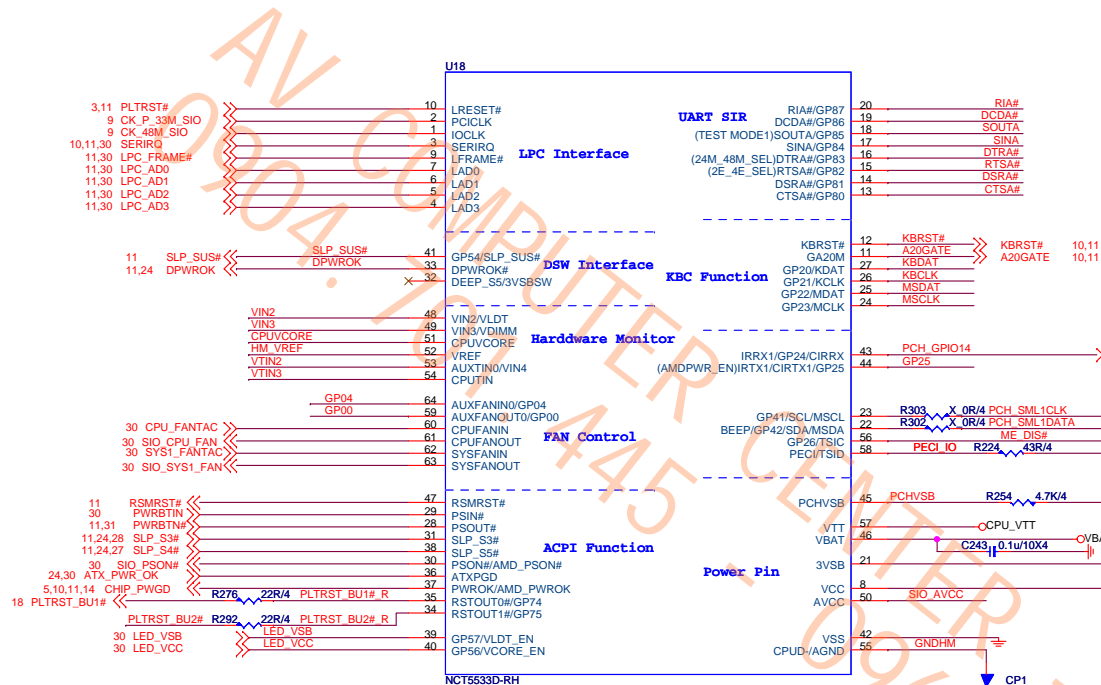 U18
3,11 PLTRST# 10 LRESET#
9 CK_P_33M_SIO 2 PCICLK
9 CK_48M_SIO 1 IOCLK
10,11,30 SERIRQ 3 SERIRQ
11,30 LPC_FRAME# 9 LFRAME#
11,30 LPC_AD0 7 LAD0
11,30 LPC_AD1 6 LAD1
11,30 LPC_AD2 5 LAD2
11,30 LPC_AD3 4 LAD3
LPC Interface
UART SIR
RIA#/GP87 20 RIA#
DCDA#/GP86 19 DCDA#
(TEST MODE1)SOUTA/GP85 18 SOUTA
SINA/GP84 17 SINA
(24M_48M_SEL)DTRA#/GP83 16 DTRA#
(2E_4E_SEL)RTSA#/GP82 15 RTSA#
DSRA#/GP81 14 DSRA#
CTSA#/GP80 13 CTSA#
11 SLP_SUS# SLP_SUS# 41 GP54/SLP_SUS#
11,24 DPWROK DPWROK 33 DPWROK#
32 DEEP_S5/3VSBSW
DSW Interface
KBC Function
KBRST# 12 KBRST# KBRST# 10,11
GA20M 11 A20GATE A20GATE 10,11
GP20/KDAT 27 KBDAT
GP21/KCLK 26 KBCLK
GP22/MDAT 25 MSDAT
GP23/MCLK 24 MSCLK
VIN2 48 VIN2/VLDT
VIN3 49 VIN3/VDIMM
CPUVCORE 51 CPUVCORE
HM_VREF 52 VREF
VTIN2 53 AUXTIN0/VIN4
VTIN3 54 CPUTIN
Harddware Monitor
IRRX1/GP24/CIRRX 43 PCH_GPIO14
(AMDPWR_EN)IRTX1/CIRTX1/GP25 44 GP25
GP04 64 AUXFANIN0/GP04
GP00 59 AUXFANOUT0/GP00
30 CPU_FANTAC 60 CPUFANIN
30 SIO_CPU_FAN 61 CPUFANOUT
30 SYS1_FANTAC 62 SYSFANIN
30 SIO_SYS1_FAN 63 SYSFANOUT
FAN Control
GP41/SCL/MSCL 23 R303 X_0R/4 PCH_SML1CLK
BEEP/GP42/SDA/MSDA 22 R302 X_0R/4 PCH_SML1DATA
GP26/TSIC 56 ME_DIS#
PECI/TSID 58 PECI_IO R224 43R/4
11 RSMRST# 47 RSMRST#
30 PWRBTIN 29 PSIN#
11,31 PWRBTN# 28 PSOUT#
11,24,28 SLP_S3# 31 SLP_S3#
11,24,27 SLP_S4# 38 SLP_S5#
30 SIO_PSON# 30 PSON#/AMD_PSON#
24,30 ATX_PWR_OK 36 ATXPGD
5,10,11,14 CHIP_PWGD 37 PWROK/AMD_PWROK
18 PLTRST_BU1# R276 22R/4 PLTRST_BU1#_R 35 RSTOUT0#/GP74
PLTRST_BU2# R292 22R/4 PLTRST_BU2#_R 34 RSTOUT1#/GP75
30 LED_VSB LED_VSB 39 GP57/VLDT_EN
30 LED_VCC LED_VCC 40 GP56/VCORE_EN
ACPI Function
Power Pin
PCHVSB 45 PCHVSB R254 4.7K/4
VTT 57 CPU_VTT
VBAT 46 VBA
C243 0.1u/10X4
3VSB 21
VCC 8
AVCC 50 SIO_AVCC
VSS 42
CPUD-/AGND 55 GNDHM
CP1
NCT5533D-RH
AV COMPUTER CENTER
0904.701.445 - 094